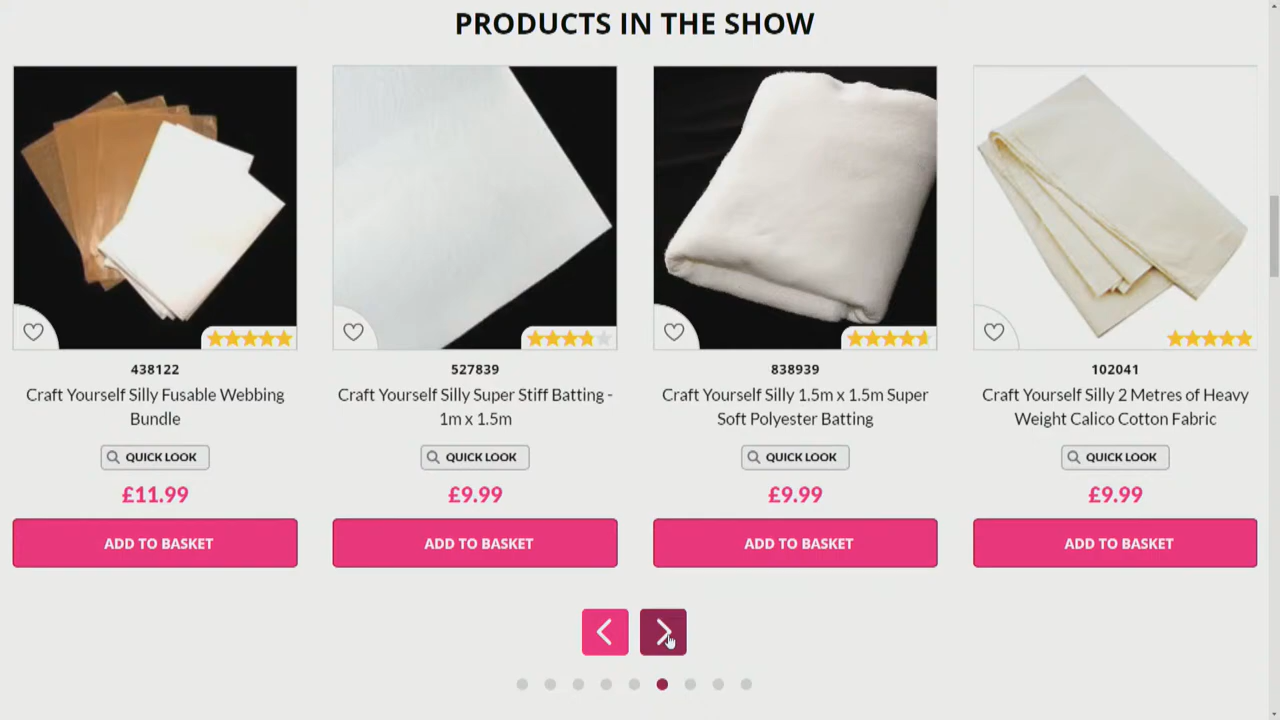 PRODUCTS IN THE SHOW
438122
Craft Yourself Silly Fusable Webbing
Bundle
QUICK LOOK
£11.99
ADD TO BASKET
527839
Craft Yourself Silly Super Stiff Batting -
1m x 1.5m
QUICK LOOK
£9.99
ADD TO BASKET
838939
Craft Yourself Silly 1.5m x 1.5m Super
Soft Polyester Batting
QUICK LOOK
£9.99
ADD TO BASKET
102041
Craft Yourself Silly 2 Metres of Heavy
Weight Calico Cotton Fabric
QUICK LOOK
£9.99
ADD TO BASKET